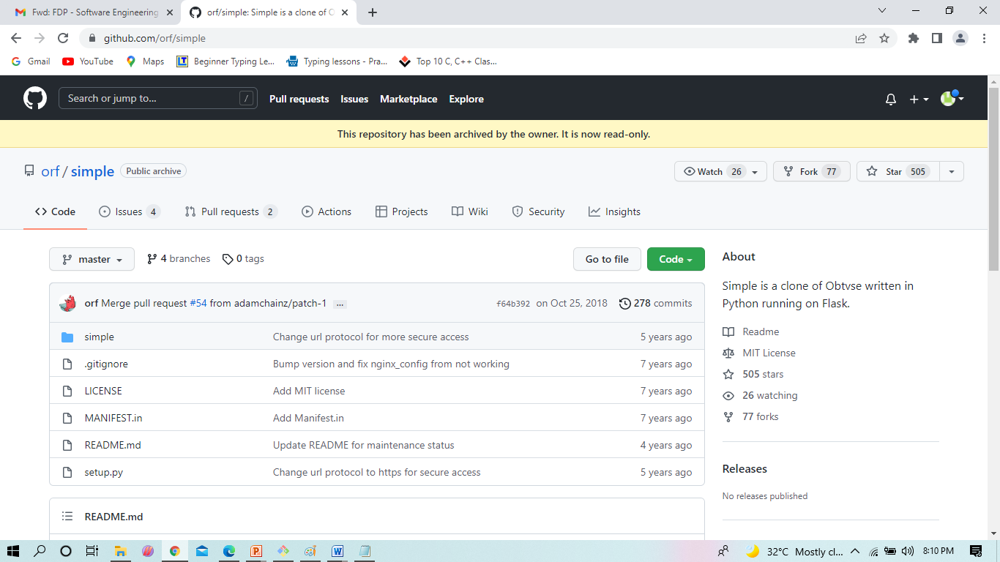 Fwd: FDP - Software Engineering
orf/simple: Simple is a clone of O
github.com/orf/simple
Gmail YouTube Maps Beginner Typing Le... Typing lessons - Pra... Top 10 C, C++ Clas...
Search or jump to... / Pull requests Issues Marketplace Explore
This repository has been archived by the owner. It is now read-only.
orf / simple Public archive Watch 26 Fork 77 Star 505
Code Issues 4 Pull requests 2 Actions Projects Wiki Security Insights
master 4 branches 0 tags Go to file Code
orf Merge pull request #54 from adamchainz/patch-1 ... f64b392 on Oct 25, 2018 278 commits
simple Change url protocol for more secure access 5 years ago
.gitignore Bump version and fix nginx_config from not working 7 years ago
LICENSE Add MIT license 7 years ago
MANIFEST.in Add Manifest.in 7 years ago
README.md Update README for maintenance status 4 years ago
setup.py Change url protocol to https for secure access 5 years ago
README.md
About
Simple is a clone of Obtvse written in
Python running on Flask.
Readme
MIT License
505 stars
26 watching
77 forks
Releases
No releases published
32°C Mostly cl... 8:10 PM